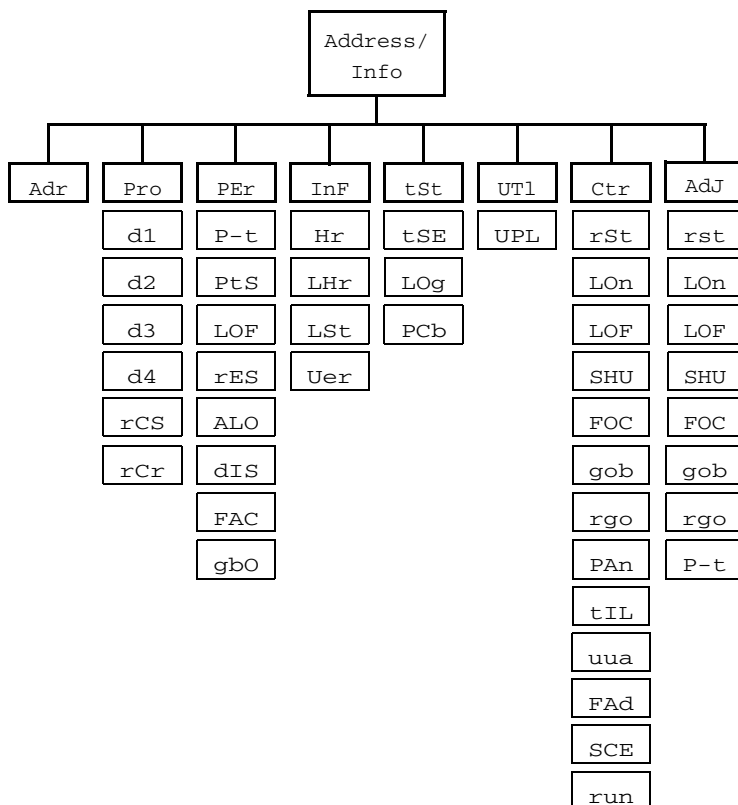 Address/
Info
Adr
Pro
PEr
InF
tSt
UTl
Ctr
AdJ
d1
P-t
Hr
tSE
UPL
rSt
rst
d2
PtS
LHr
LOg
LOn
LOn
d3
LOF
LSt
PCb
LOF
LOF
d4
rES
Uer
SHU
SHU
rCS
ALO
FOC
FOC
rCr
dIS
gob
gob
FAC
rgo
rgo
gbO
PAn
P-t
tIL
uua
FAd
SCE
run